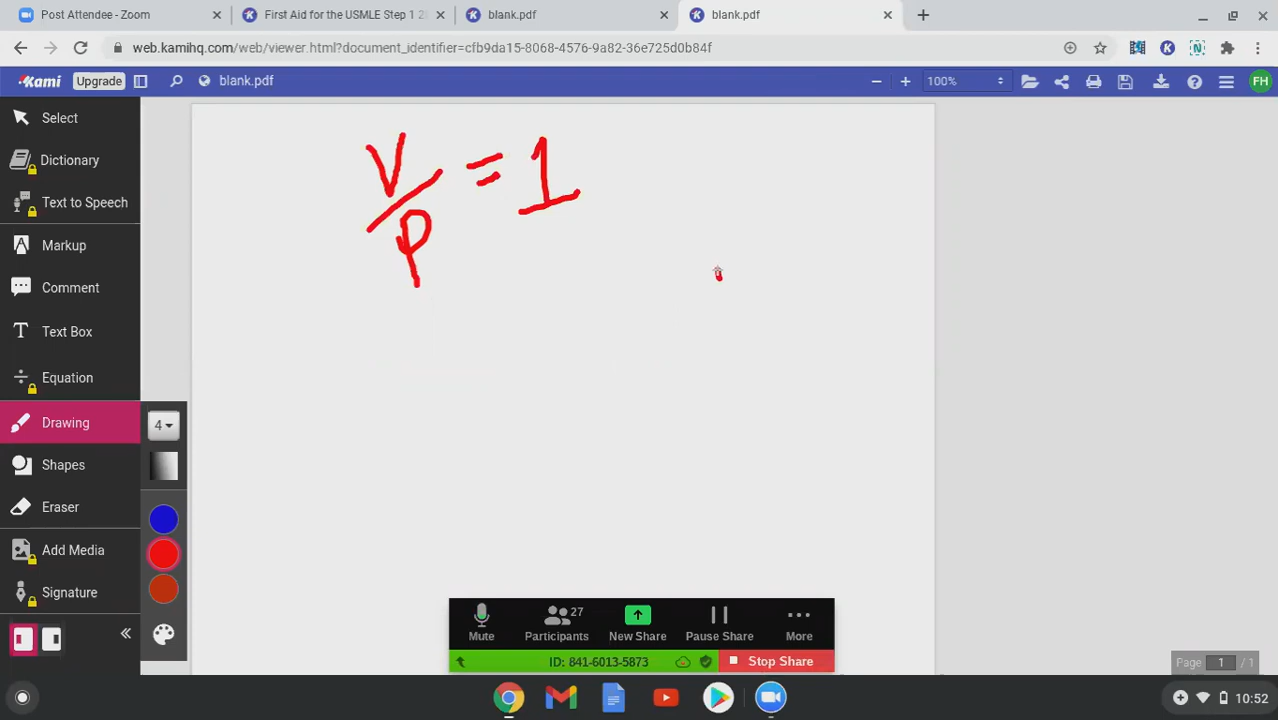 Post Attendee - Zoom
First Aid for the USMLE Step 1 2
blank.pdf
blank.pdf
web.kamihq.com/web/viewer.html?document_identifier=cfb9da15-8068-4576-9a82-36e725d0b84f
Kami
Upgrade
blank.pdf
100%
FH
Select
Dictionary
Text to Speech
Markup
Comment
Text Box
Equation
Drawing
Shapes
Eraser
Add Media
Signature
4
V/P = 1
27
Mute
Participants
New Share
Pause Share
More
ID: 841-6013-5873
Stop Share
Page 1 / 1
10:52